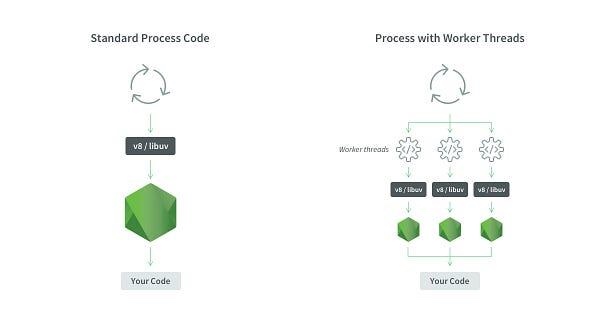 Standard Process Code
Process with Worker Threads
v8 / libuv
Worker threads
v8 / libuv
v8 / libuv
v8 / libuv
Your Code
Your Code